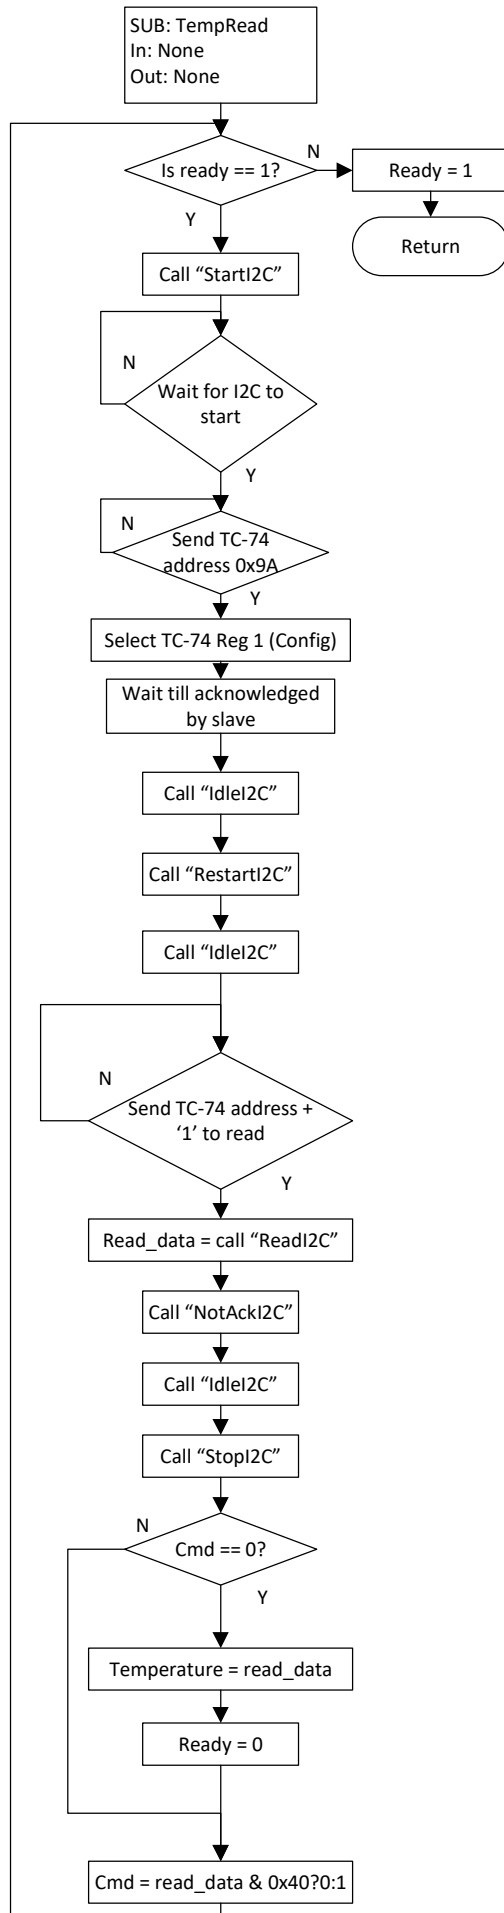 SUB: TempRead
In: None
Out: None
Is ready == 1?
N
Ready = 1
Y
Return
Call “StartI2C”
N
Wait for I2C to
start
Y
N
Send TC-74
address 0x9A
Y
Select TC-74 Reg 1 (Config)
Wait till acknowledged
by slave
Call “IdleI2C”
Call “RestartI2C”
Call “IdleI2C”
N
Send TC-74 address +
‘1’ to read
Y
Read_data = call “ReadI2C”
Call “NotAckI2C”
Call “IdleI2C”
Call “StopI2C”
N
Cmd == 0?
Y
Temperature = read_data
Ready = 0
Cmd = read_data & 0x40?0:1